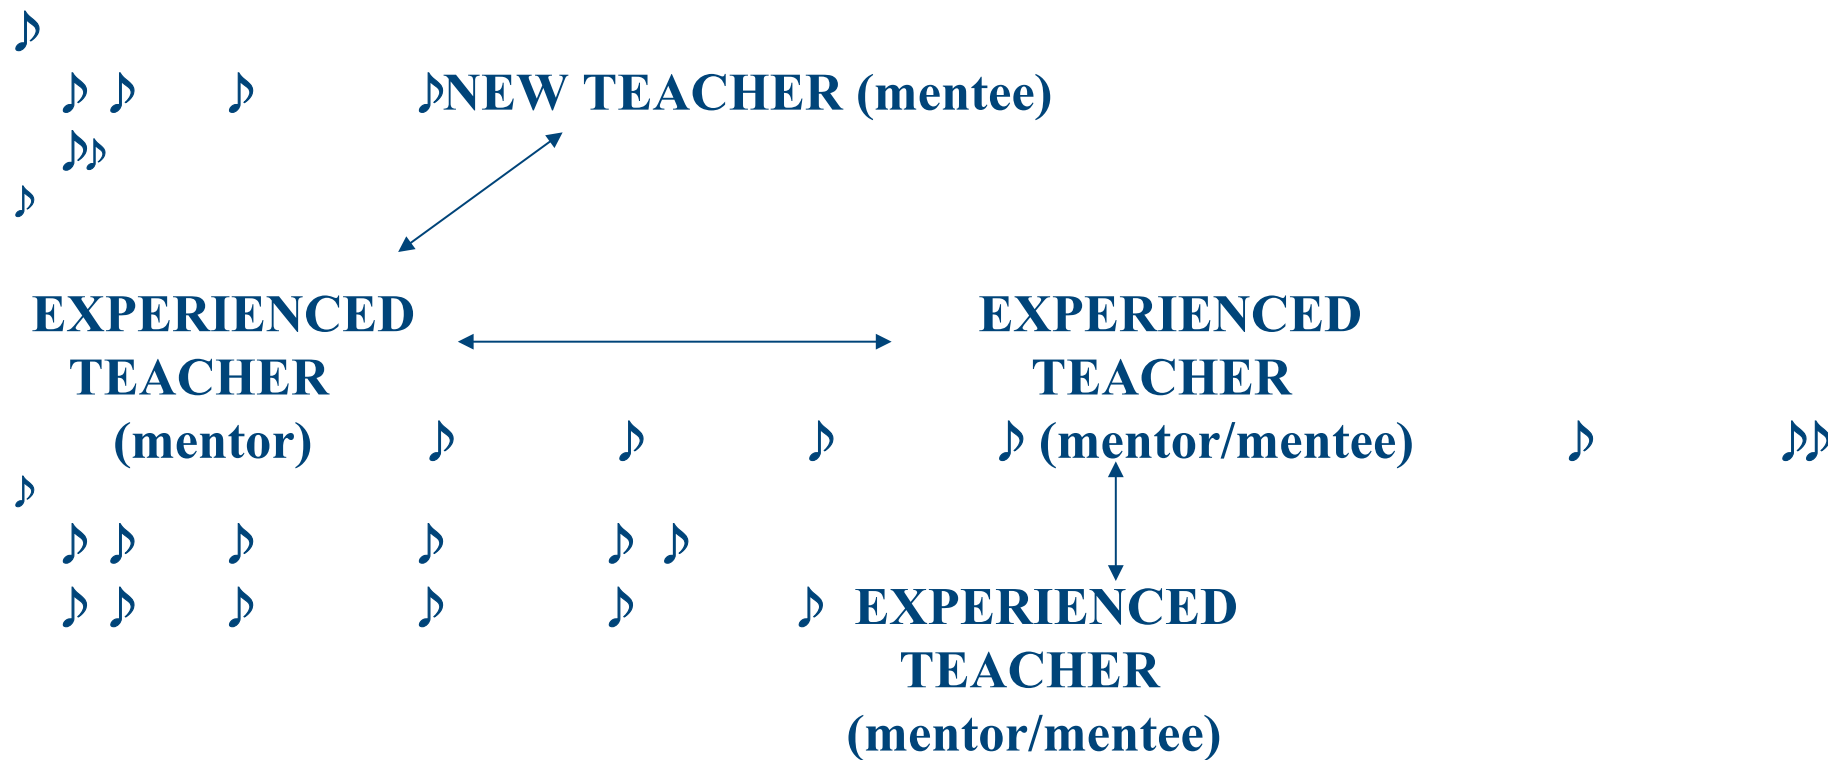 NEW TEACHER (mentee)
EXPERIENCED
TEACHER
(mentor)
EXPERIENCED
TEACHER
(mentor/mentee)
EXPERIENCED
TEACHER
(mentor/mentee)